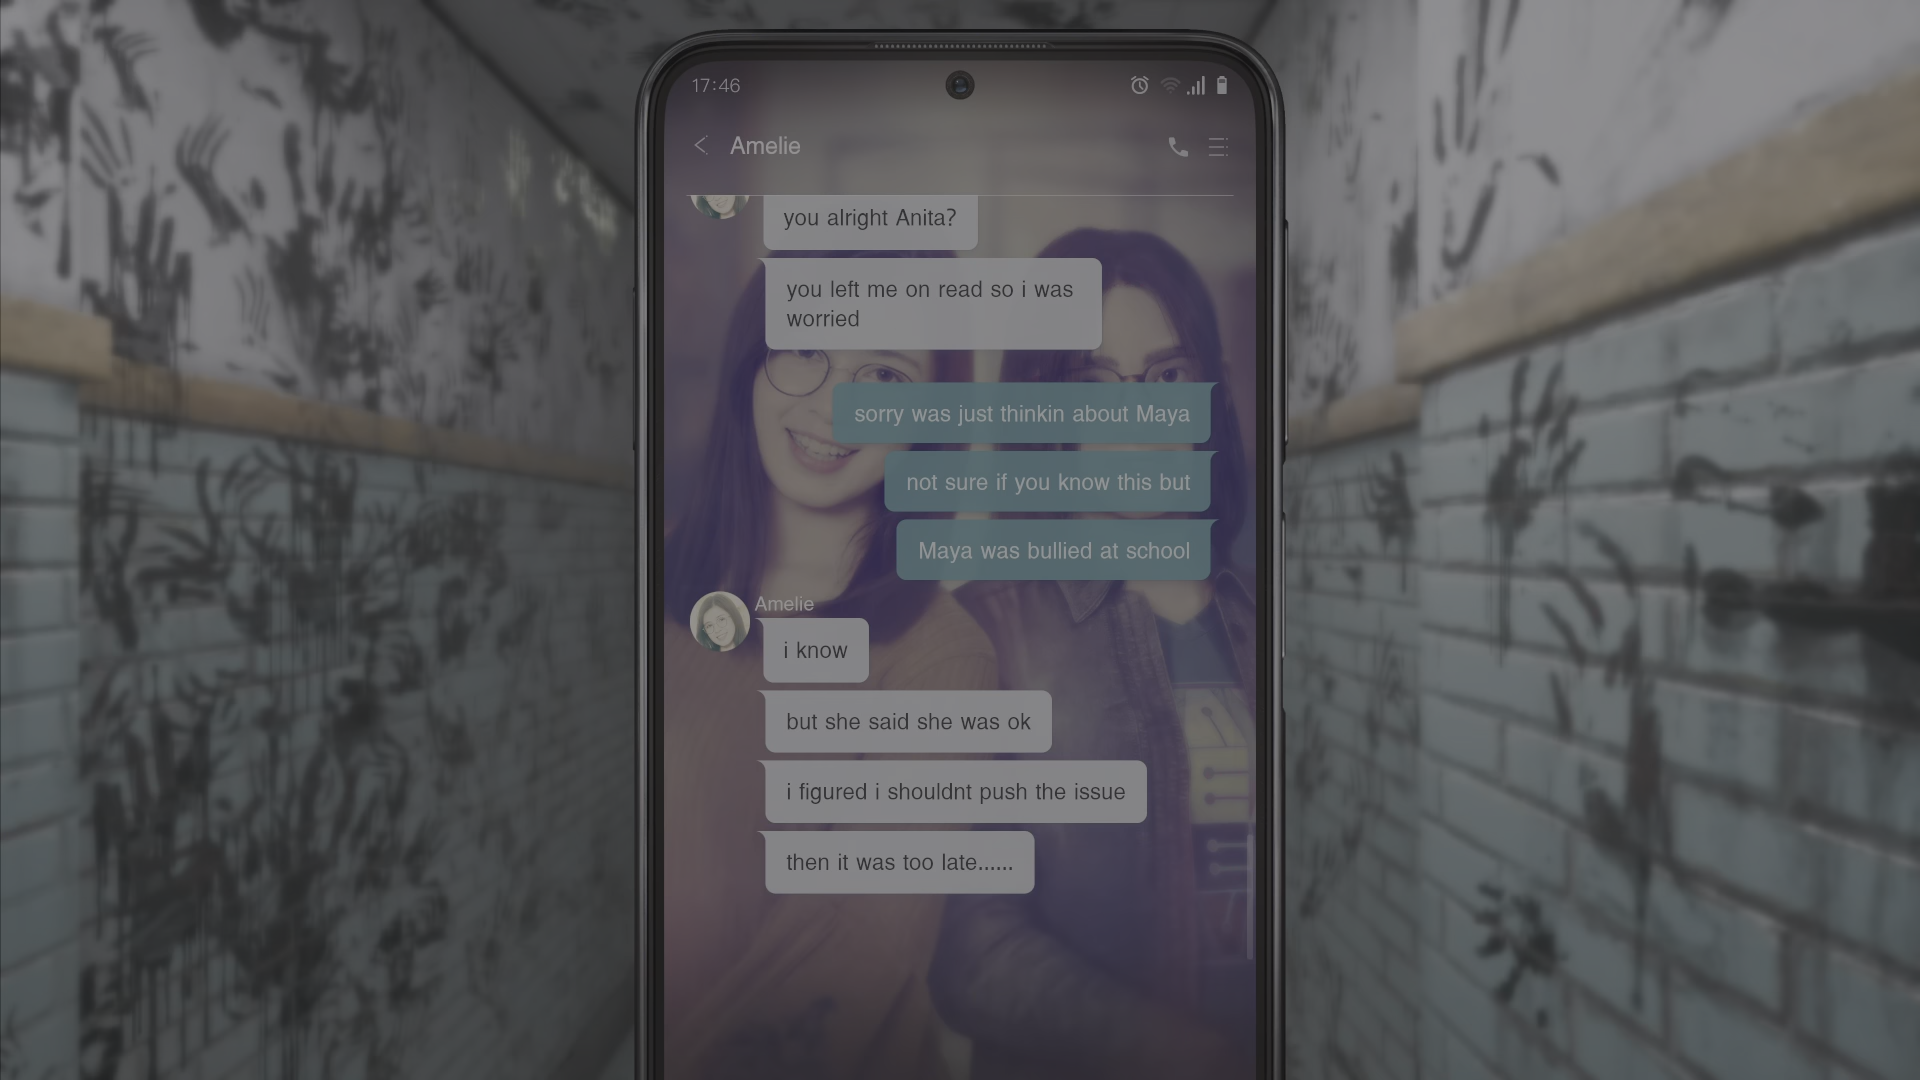 17:46
Amelie
you alright Anita?
you left me on read so i was
worried
sorry was just thinkin about Maya
not sure if you know this but
Maya was bullied at school
Amelie
i know
but she said she was ok
i figured i shouldnt push the issue
then it was too late......